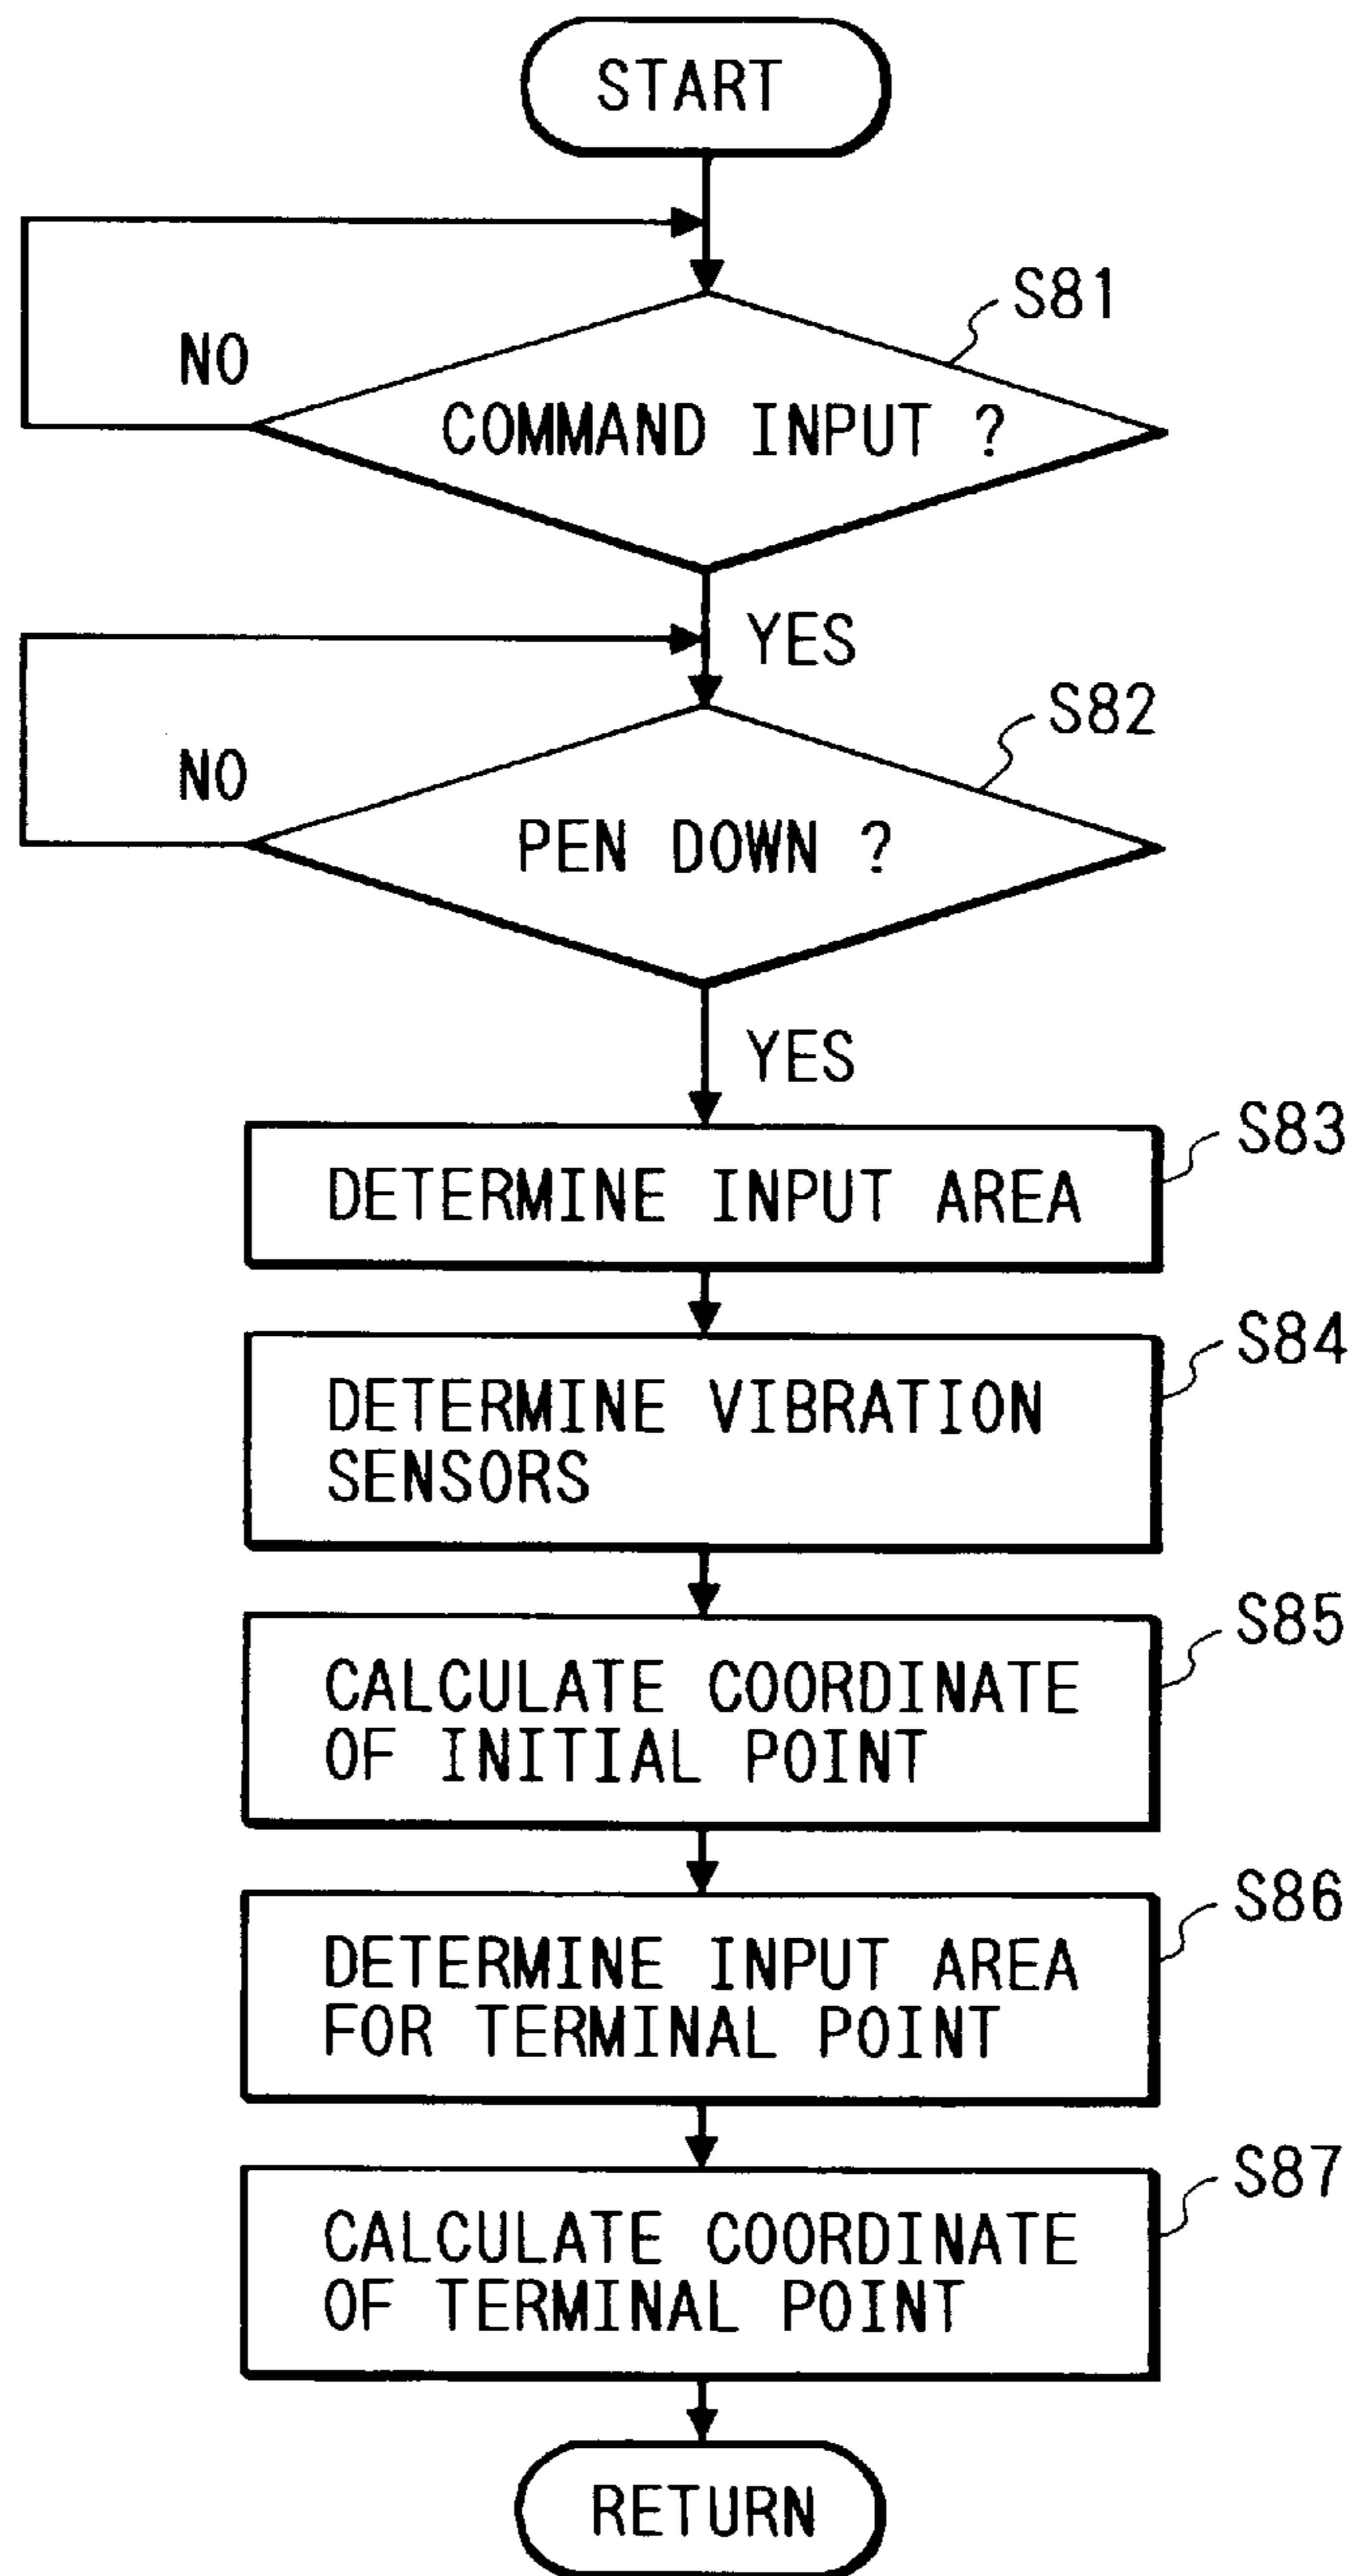 START
S81
NO
COMMAND INPUT ?
YES
S82
NO
PEN DOWN ?
YES
S83
DETERMINE INPUT AREA
S84
DETERMINE VIBRATION
SENSORS
S85
CALCULATE COORDINATE
OF INITIAL POINT
S86
DETERMINE INPUT AREA
FOR TERMINAL POINT
S87
CALCULATE COORDINATE
OF TERMINAL POINT
RETURN